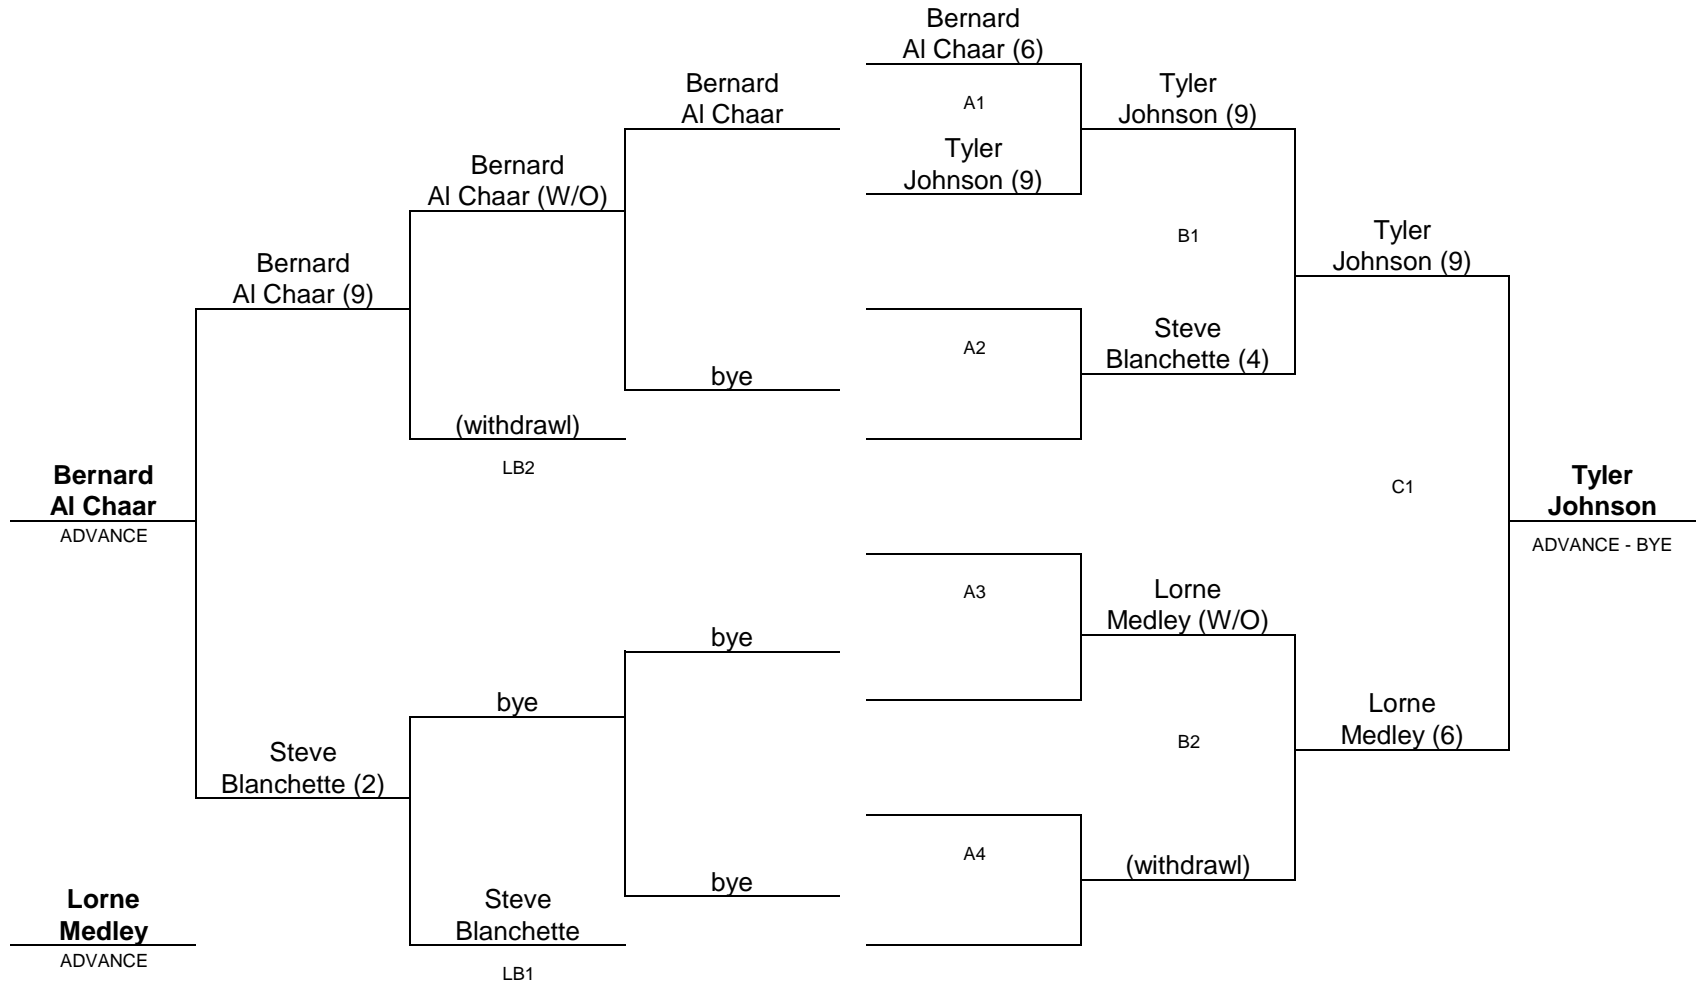 Bernard
Al Chaar (6)
Bernard
Al Chaar
A1
Tyler
Johnson (9)
Bernard
Al Chaar (W/O)
Tyler
Johnson (9)
B1
Tyler
Johnson (9)
Bernard
Al Chaar (9)
A2
Steve
Blanchette (4)
bye
(withdrawl)
LB2
Bernard
Al Chaar
ADVANCE
C1
Tyler
Johnson
ADVANCE - BYE
A3
Lorne
Medley (W/O)
bye
bye
Steve
Blanchette (2)
B2
Lorne
Medley (6)
A4
(withdrawl)
bye
Lorne
Medley
ADVANCE
Steve
Blanchette
LB1